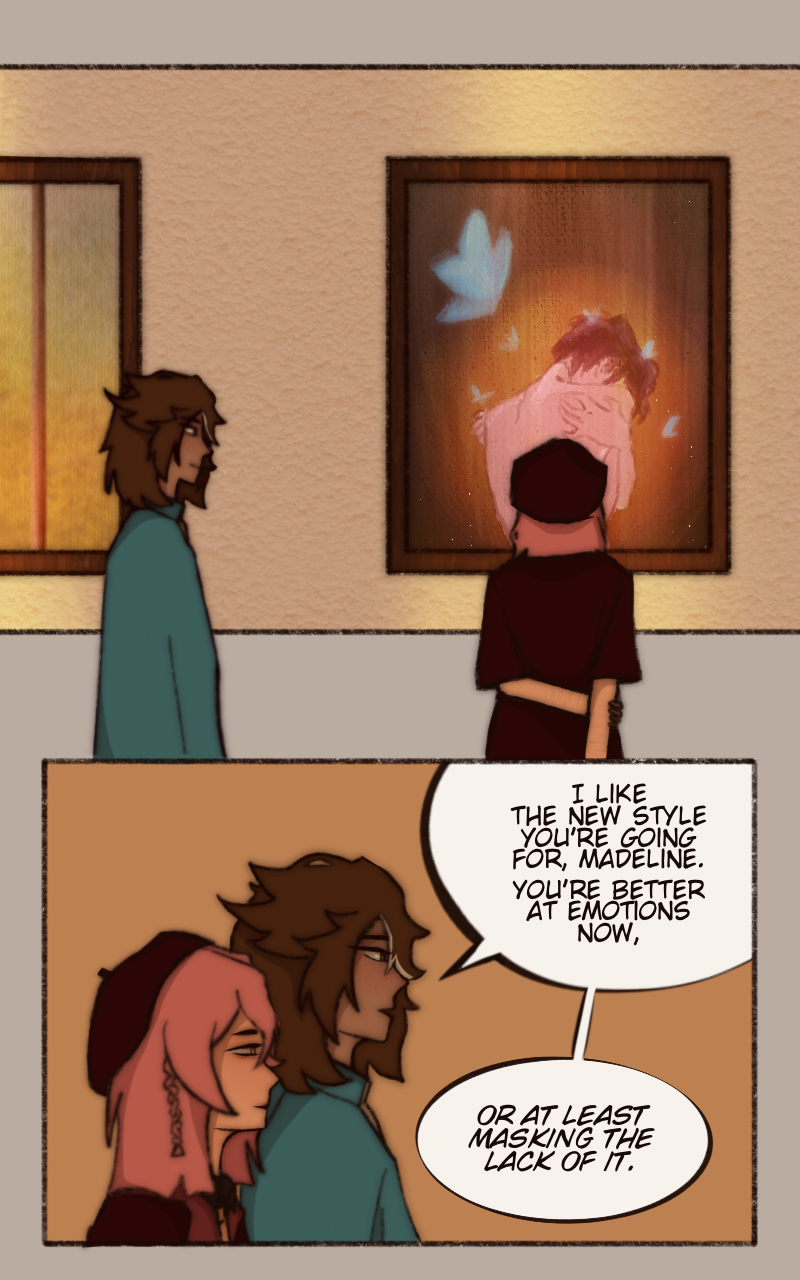 I LIKE
THE NEW STYLE
YOU'RE GOING
FOR, MADELINE.
YOU'RE BETTER
AT EMOTIONS
NOW,
OR AT LEAST
MASKING THE
LACK OF IT.